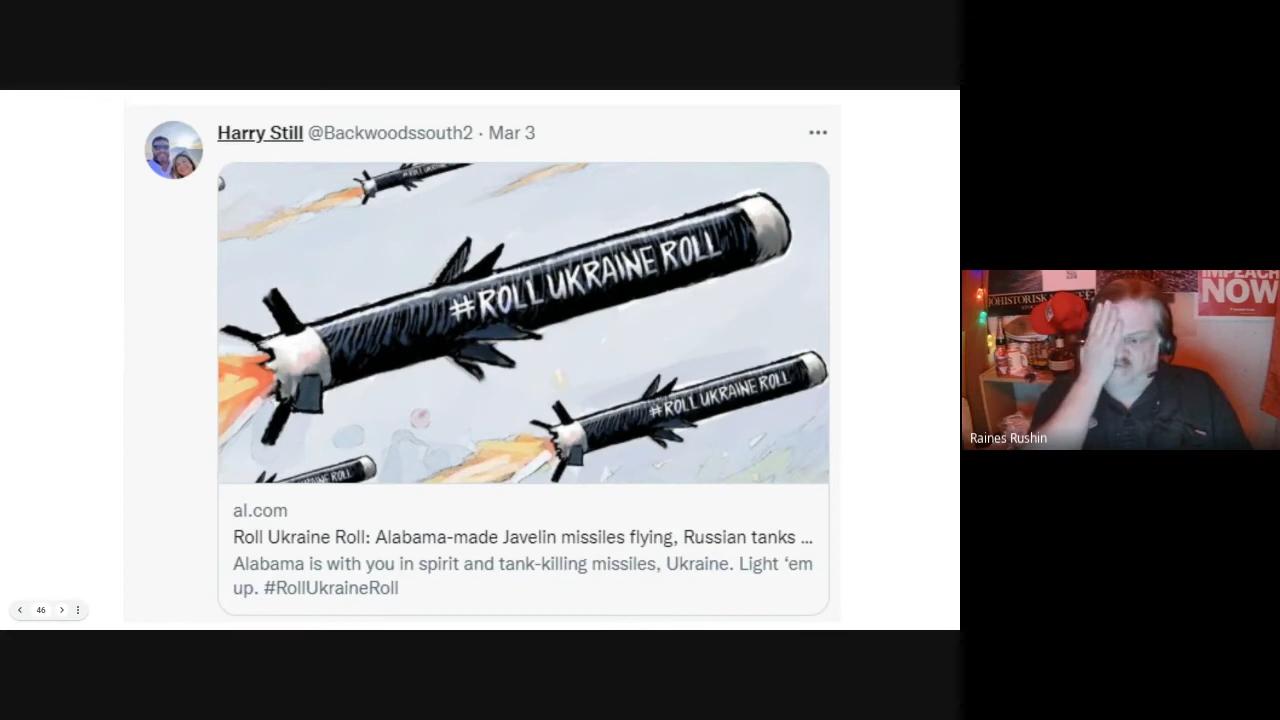 Harry Still @Backwoodssouth2 · Mar 3
#ROLL UKRAINE ROLL
#ROLL UKRAINE ROLL
#ROLL UKRAINE ROLL
UKRAINE ROLL
al.com
Roll Ukraine Roll: Alabama-made Javelin missiles flying, Russian tanks ...
Alabama is with you in spirit and tank-killing missiles, Ukraine. Light ‘em
up. #RollUkraineRoll
46
IMPEACH
NOW
Raines Rushin